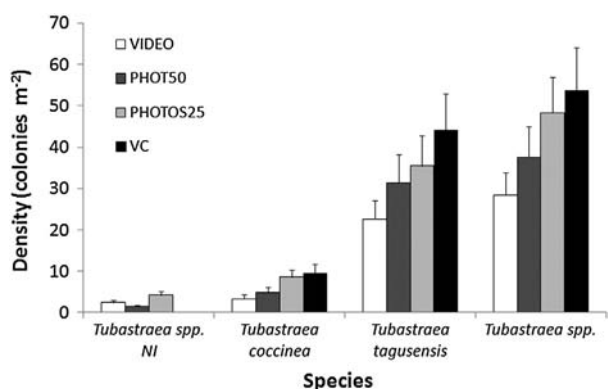 Density (colonies m-2)
70
60
50
40
30
20
10
0
VIDEO
PHOT50
PHOTOS25
VC
Tubastraea spp. NI
Tubastraea coccinea
Tubastraea tagusensis
Tubastraea spp.
Species